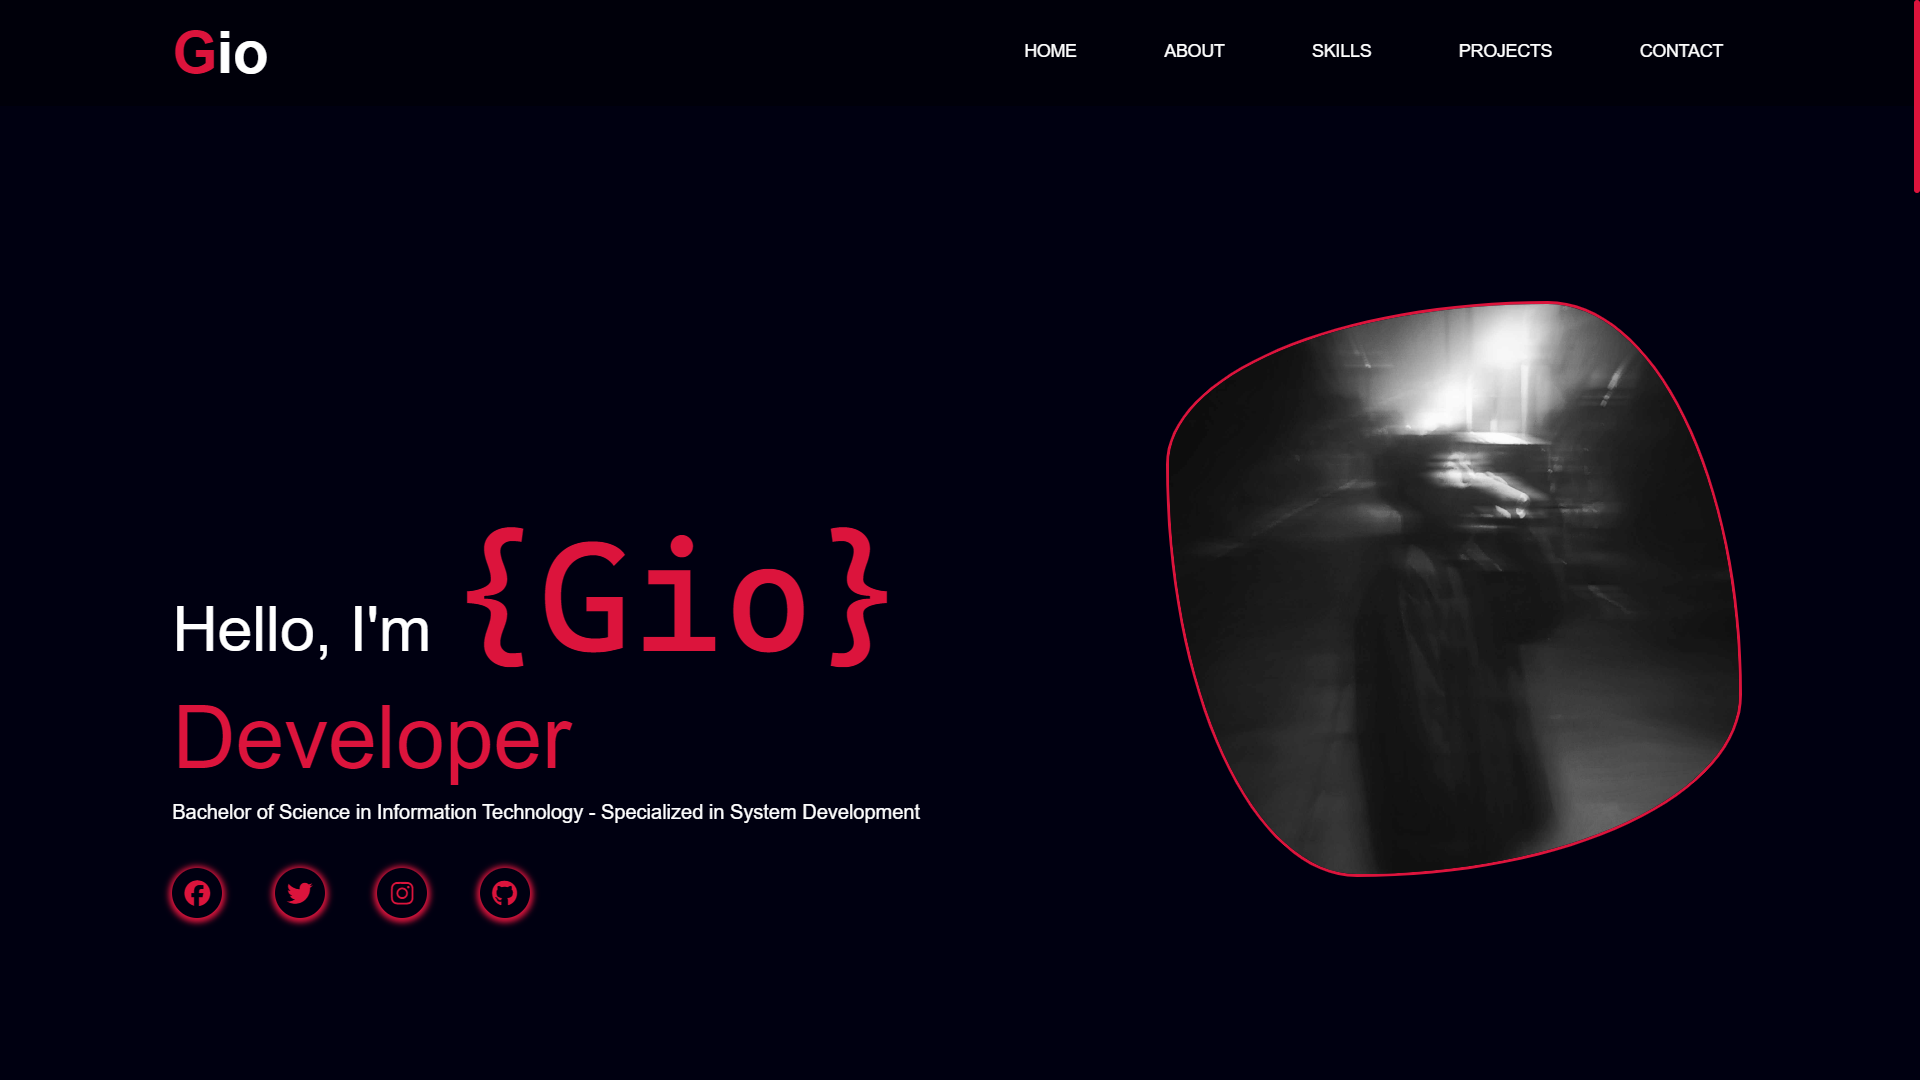 Gio
HOME ABOUT SKILLS PROJECTS CONTACT
Hello, I'm {Gio}
Developer
Bachelor of Science in Information Technology - Specialized in System Development